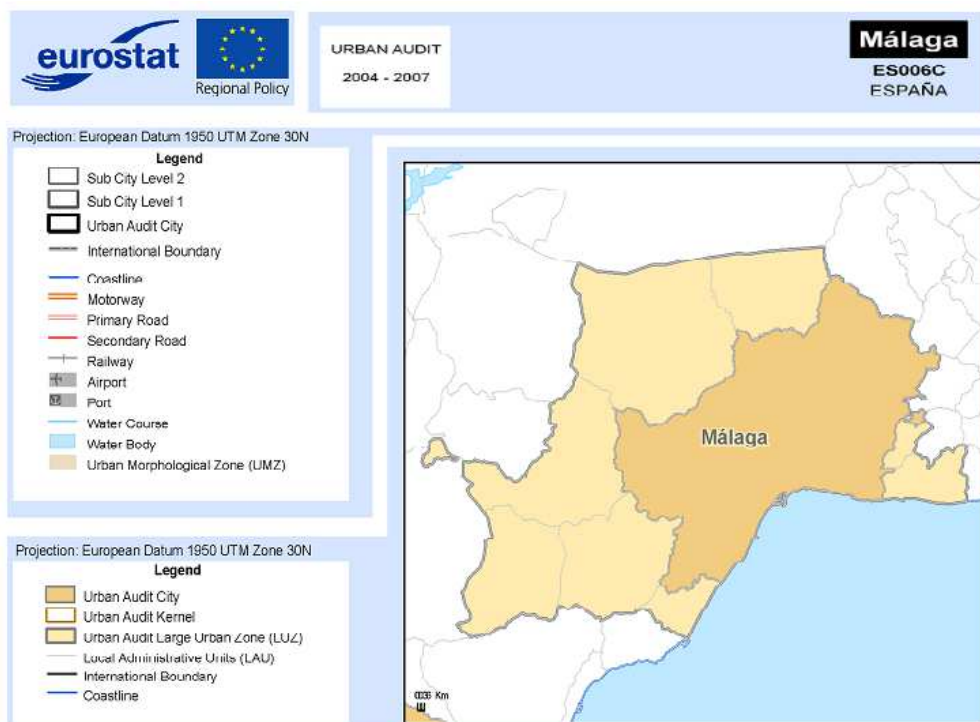 eurostat
Regional Policy
URBAN AUDIT
2004 - 2007
Málaga
ES006C
ESPAÑA
Projection: European Datum 1950 UTM Zone 30N
Legend
Sub City Level 2
Sub City Level 1
Urban Audit City
International Boundary
Coastline
Motorway
Primary Road
Secondary Road
Railway
Airport
Port
Water Course
Water Body
Urban Morphological Zone (UMZ)
Projection: European Datum 1950 UTM Zone 30N
Legend
Urban Audit City
Urban Audit Kernel
Urban Audit Large Urban Zone (LUZ)
Local Administrative Units (LAU)
International Boundary
Coastline
Málaga
Km